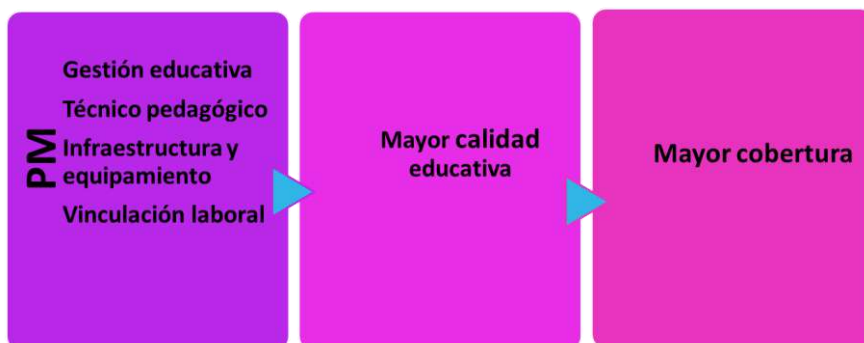 PM
Gestión educativa
Técnico pedagógico
Infraestructura y
equipamiento
Vinculación laboral
Mayor calidad
educativa
Mayor cobertura